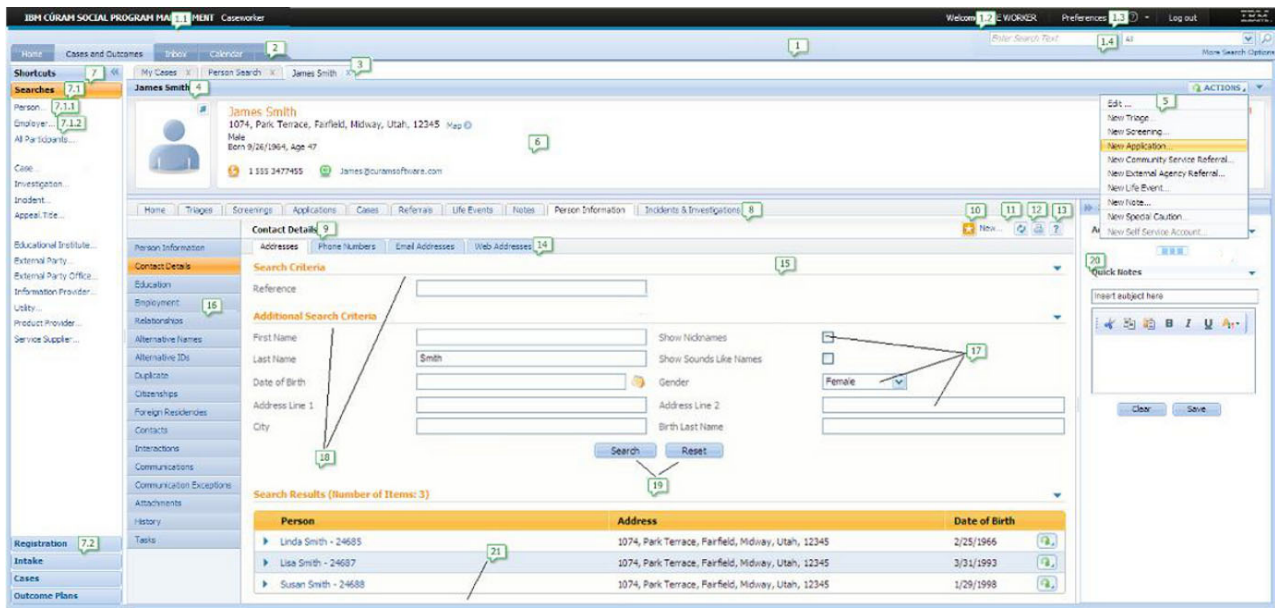 IBM CÚRAM SOCIAL PROGRAM MANAGEMENT Caseworker
1.1
Welcome
1.2
E WORKER
Preferences
1.3
Log out
IBM
Home
Cases and Outcomes
Inbox
Calendar
2
1
Enter Search Text
1.4
All
More Search Options
Shortcuts
7
My Cases x
Person Search x
James Smith x
3
Searches
7.1
James Smith
4
ACTIONS
Person...
7.1.1
Employer...
7.1.2
All Participants...
Case...
Investigation...
Incident...
Appeal Title...
Educational Institute...
External Party...
External Party Office...
Information Provider...
Utility...
Product Provider...
Service Supplier...
Registration
7.2
Intake
Cases
Outcome Plans
James Smith
1074, Park Terrace, Fairfield, Midway, Utah, 12345 Map
Male
Born 9/26/1964, Age 47
6
1 555 3477455
James@curamsoftware.com
Edit ...
5
New Triage...
New Screening...
New Application...
New Community Service Referral...
New External Agency Referral...
New Life Event...
New Note...
New Special Caution...
New Self Service Account...
Home
Triages
Screenings
Applications
Cases
Referrals
Life Events
Notes
Person Information
Incidents & Investigations
8
Contact Details
9
10
11
12
13
New...
?
Person Information
Contact Details
Education
Employment
16
Relationships
Alternative Names
Alternative IDs
Duplicate
Citizenships
Foreign Residencies
Contacts
Interactions
Communications
Communication Exceptions
Attachments
History
Tasks
Addresses
Phone Numbers
Email Addresses
Web Addresses
14
Search Criteria
15
Reference
Additional Search Criteria
First Name
Show Nicknames
Last Name
Smith
Show Sounds Like Names
17
Date of Birth
Gender
Female
Address Line 1
Address Line 2
City
Birth Last Name
18
Search
Reset
19
Search Results (Number of Items: 3)
Person
Address
Date of Birth
Linda Smith - 24685
1074, Park Terrace, Fairfield, Midway, Utah, 12345
2/25/1966
21
Lisa Smith - 24687
1074, Park Terrace, Fairfield, Midway, Utah, 12345
3/31/1993
Susan Smith - 24688
1074, Park Terrace, Fairfield, Midway, Utah, 12345
1/29/1998
20
Quick Notes
Insert subject here
B I U A
Clear
Save